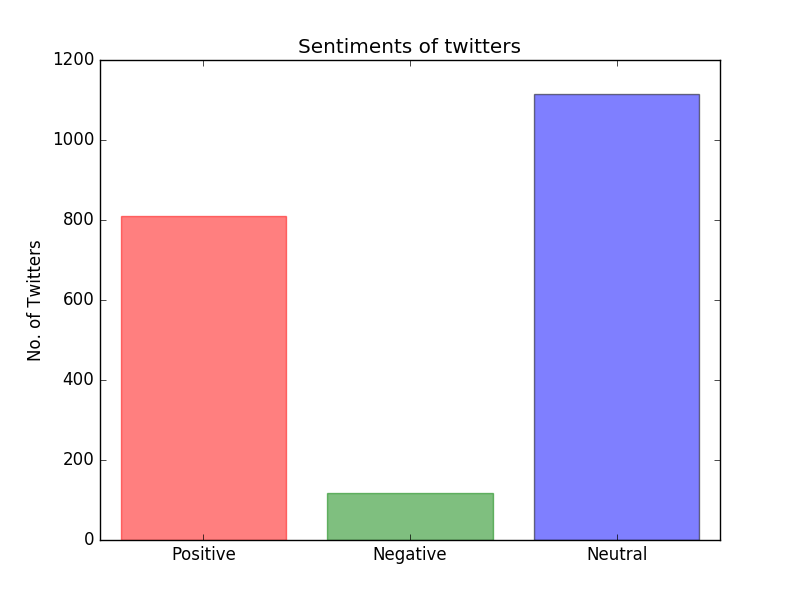 Sentiments of twitters
No. of Twitters
1200
1000
800
600
400
200
0
Positive
Negative
Neutral